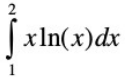 ∫₁² x ln(x) dx